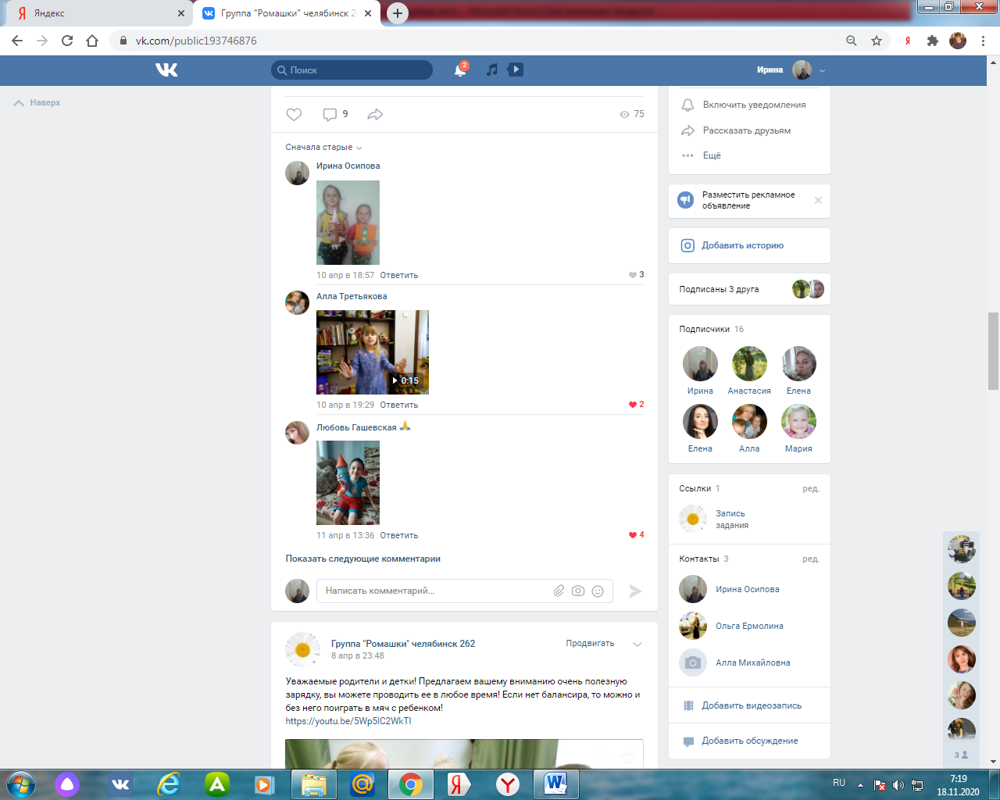 Яндекс
Группа "Ромашки" челябинск 2
vk.com/public193746876
Поиск
2
Ирина
Наверх
9
75
Сначала старые
Ирина Осипова
10 апр в 18:57 Ответить
3
Алла Третьякова
0:15
10 апр в 19:29 Ответить
2
Любовь Гашевская
11 апр в 13:36 Ответить
4
Показать следующие комментарии
Написать комментарий...
Группа "Ромашки" челябинск 262
8 апр в 23:48
Продвигать
Уважаемые родители и детки! Предлагаем вашему вниманию очень полезную
зарядку, вы можете проводить ее в любое время! Если нет балансира, то можно и
без него поиграть в мяч с ребенком!
https://youtu.be/5Wp5lC2WkTI
Включить уведомления
Рассказать друзьям
Ещё
Разместить рекламное
объявление
Добавить историю
Подписаны 3 друга
Подписчики 16
Ирина Анастасия Елена
Елена Алла Мария
Ссылки 1 ред.
Запись
задания
Контакты 3 ред.
Ирина Осипова
Ольга Ермолина
Алла Михайловна
Добавить видеозапись
Добавить обсуждение
3
RU
7:19
18.11.2020